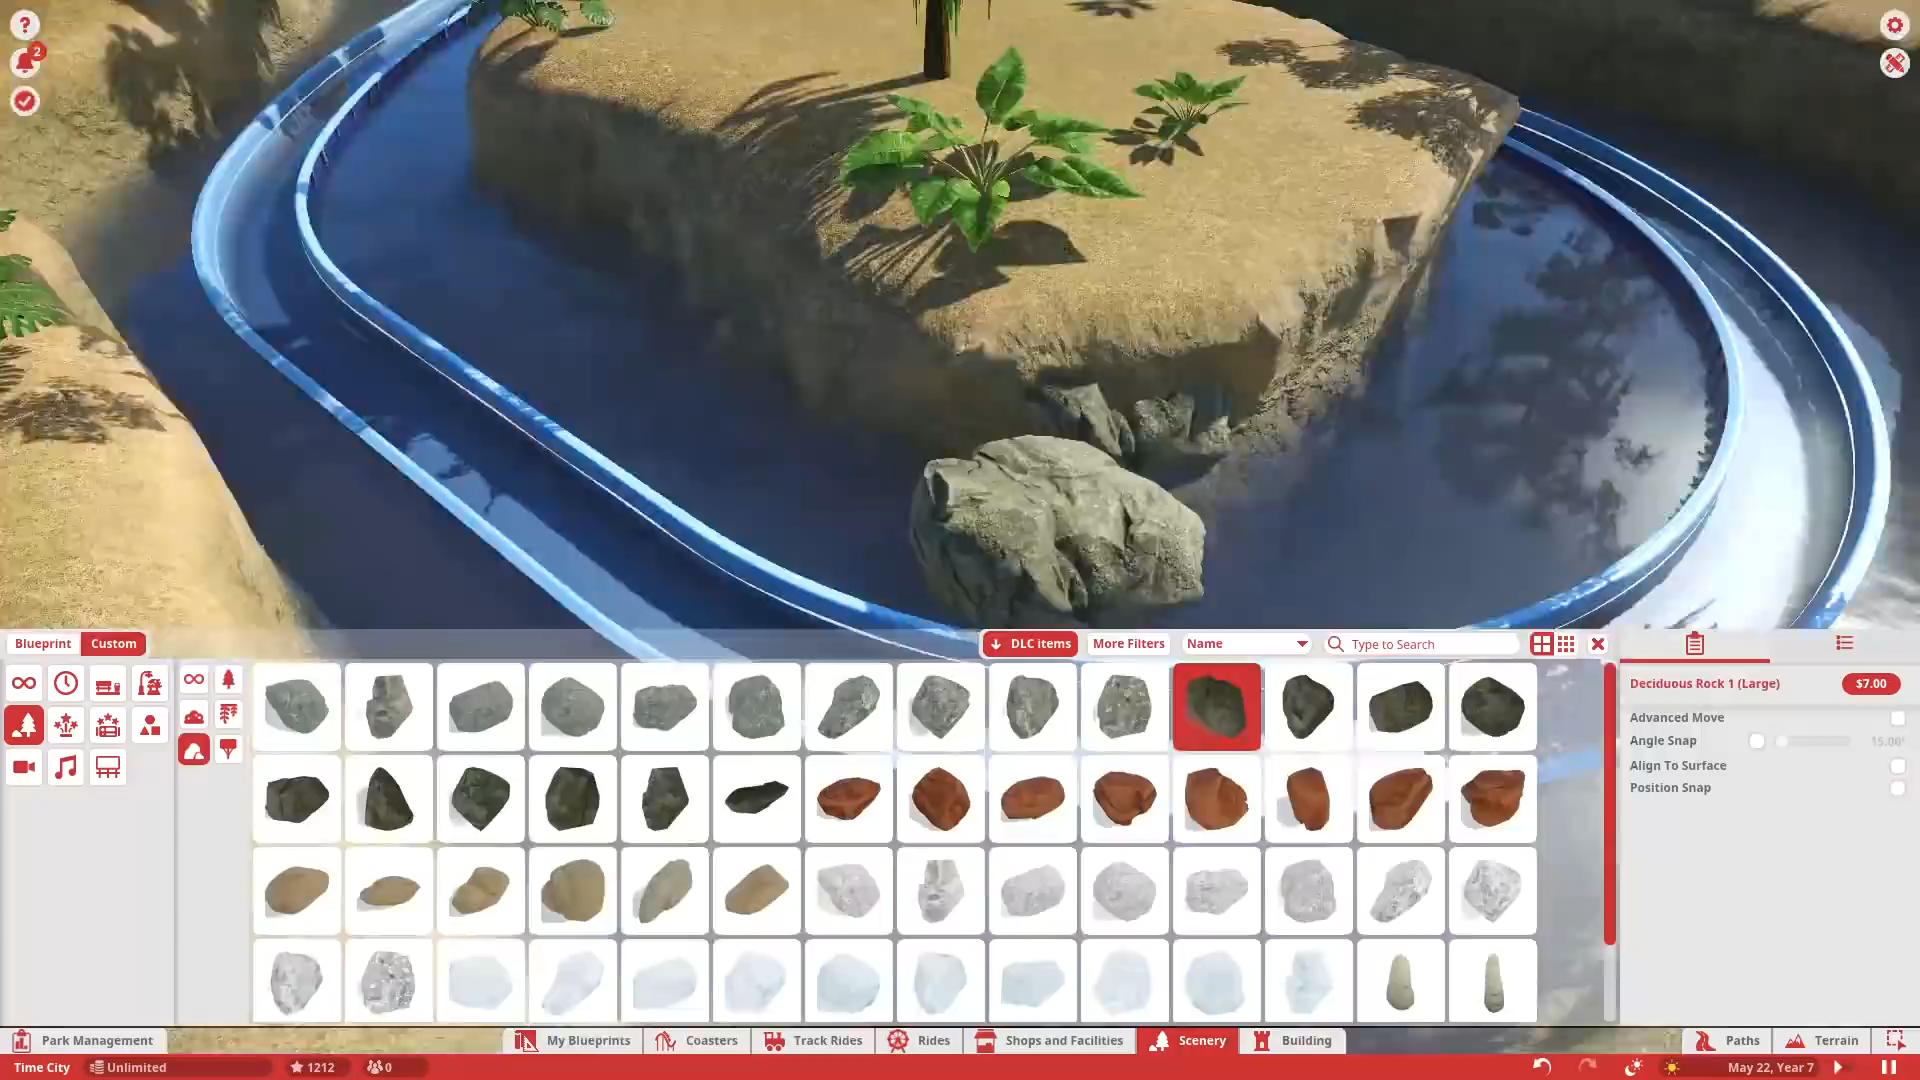 ?
2
Blueprint
Custom
DLC items
More Filters
Name
Type to Search
Deciduous Rock 1 (Large)
$7.00
Advanced Move
Angle Snap
15.00°
Align To Surface
Position Snap
Park Management
My Blueprints
Coasters
Track Rides
Rides
Shops and Facilities
Scenery
Building
Paths
Terrain
Time City
Unlimited
1212
0
May 22, Year 7